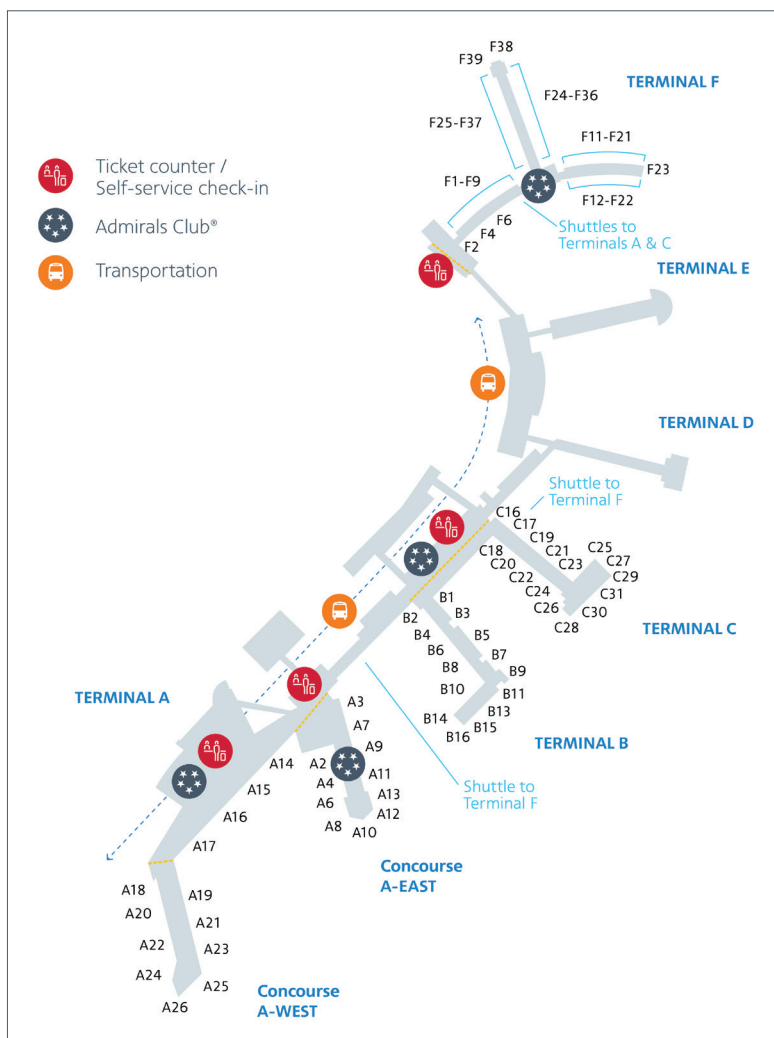 F38
F39
TERMINAL F
F24-F36
F25-F37
F11-F21
F23
F1-F9
F12-F22
F6
F4
F2
Shuttles to
Terminals A & C
Ticket counter /
Self-service check-in
Admirals Club®
Transportation
TERMINAL E
TERMINAL D
Shuttle to
Terminal F
C16
C17
C19
C21
C23
C25
C27
C29
C31
C30
C28
C26
C24
C22
C20
C18
TERMINAL C
B1
B2
B3
B4
B5
B6
B7
B8
B9
B10
B11
B13
B14
B15
B16
TERMINAL B
Shuttle to
Terminal F
TERMINAL A
A3
A7
A9
A2
A11
A4
A13
A6
A12
A8
A10
Concourse
A-EAST
A14
A15
A16
A17
A18
A19
A20
A21
A22
A23
A24
A25
A26
Concourse
A-WEST